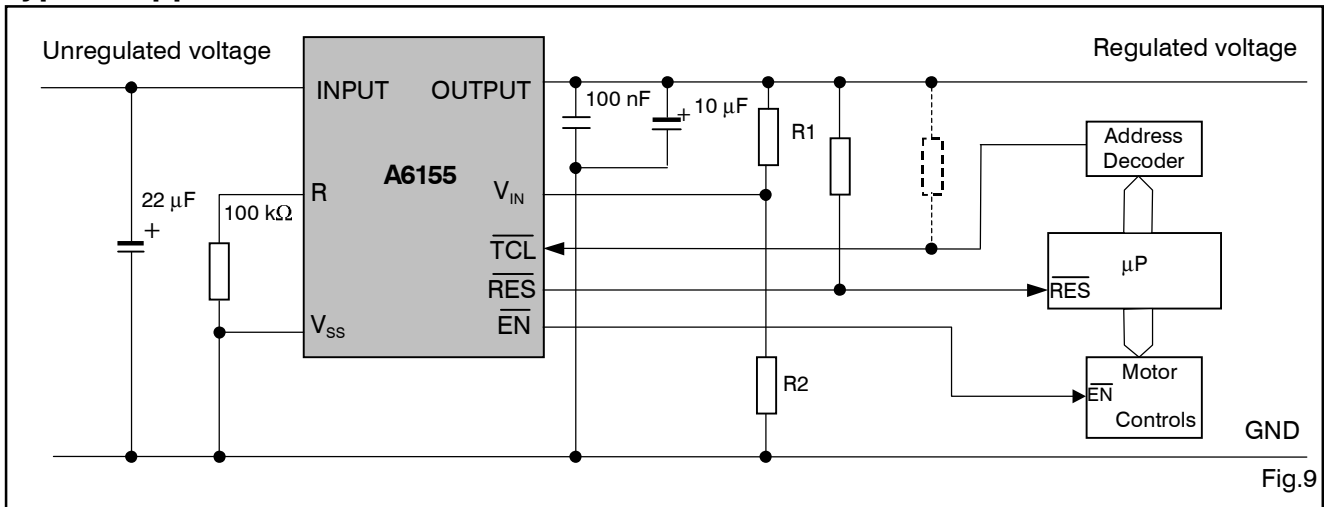 Unregulated voltage
Regulated voltage
INPUT
OUTPUT
100 nF
+ 10 μF
R1
Address
Decoder
A6155
R
V_IN
22 μF
+
100 kΩ
TCL
μP
RES
RES
V_SS
EN
R2
Motor
EN
Controls
GND
Fig.9